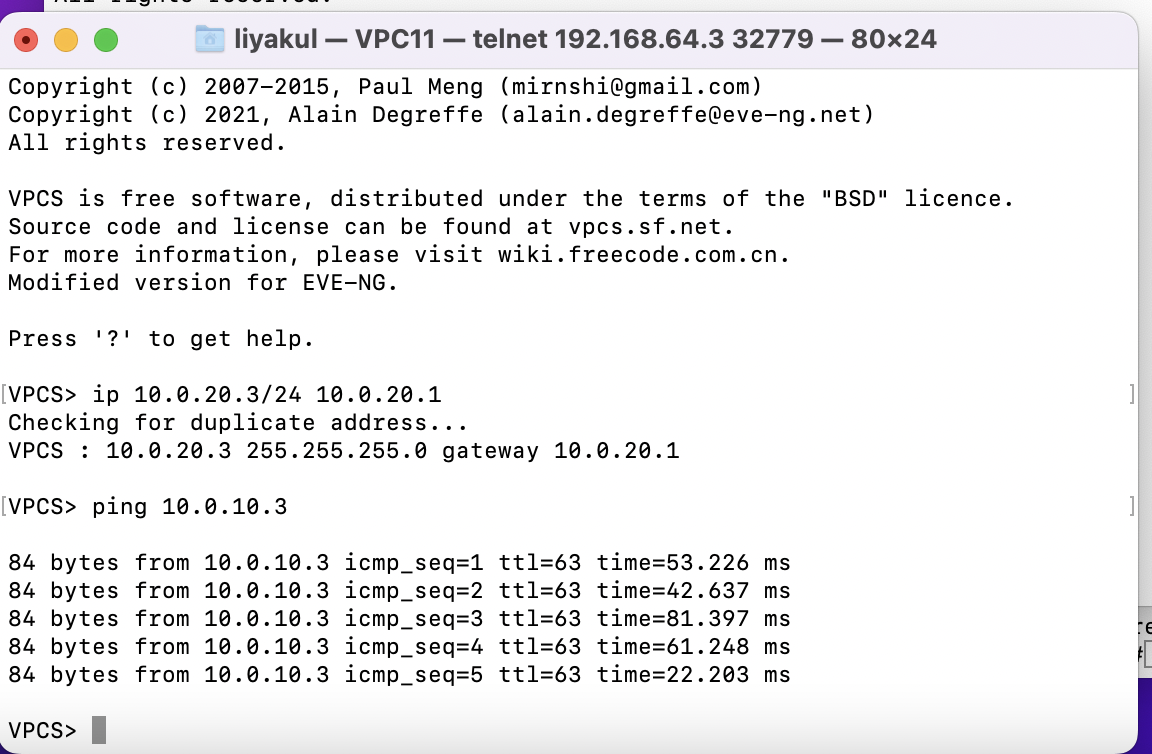 All rights reserved.
liyakul — VPC11 — telnet 192.168.64.3 32779 — 80×24
Copyright (c) 2007-2015, Paul Meng (mirnshi@gmail.com)
Copyright (c) 2021, Alain Degreffe (alain.degreffe@eve-ng.net)
All rights reserved.
VPCS is free software, distributed under the terms of the "BSD" licence.
Source code and license can be found at vpcs.sf.net.
For more information, please visit wiki.freecode.com.cn.
Modified version for EVE-NG.
Press '?' to get help.
[VPCS> ip 10.0.20.3/24 10.0.20.1 ]
Checking for duplicate address...
VPCS : 10.0.20.3 255.255.255.0 gateway 10.0.20.1
[VPCS> ping 10.0.10.3 ]
84 bytes from 10.0.10.3 icmp_seq=1 ttl=63 time=53.226 ms
84 bytes from 10.0.10.3 icmp_seq=2 ttl=63 time=42.637 ms
84 bytes from 10.0.10.3 icmp_seq=3 ttl=63 time=81.397 ms
84 bytes from 10.0.10.3 icmp_seq=4 ttl=63 time=61.248 ms
84 bytes from 10.0.10.3 icmp_seq=5 ttl=63 time=22.203 ms
VPCS>